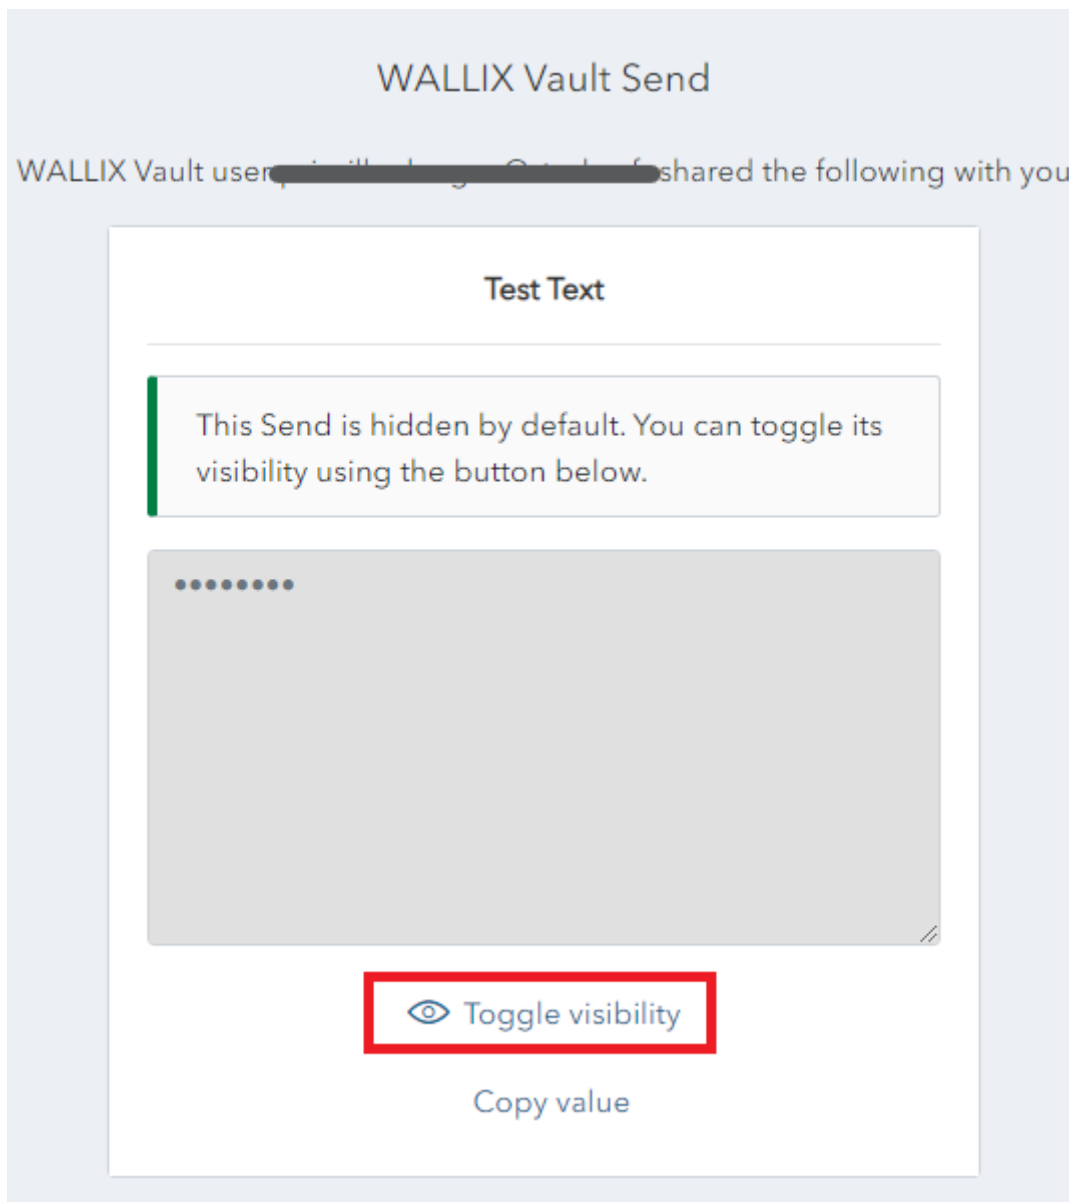 WALLIX Vault Send
WALLIX Vault user shared the following with you
Test Text
This Send is hidden by default. You can toggle its
visibility using the button below.
••••••••
Toggle visibility
Copy value